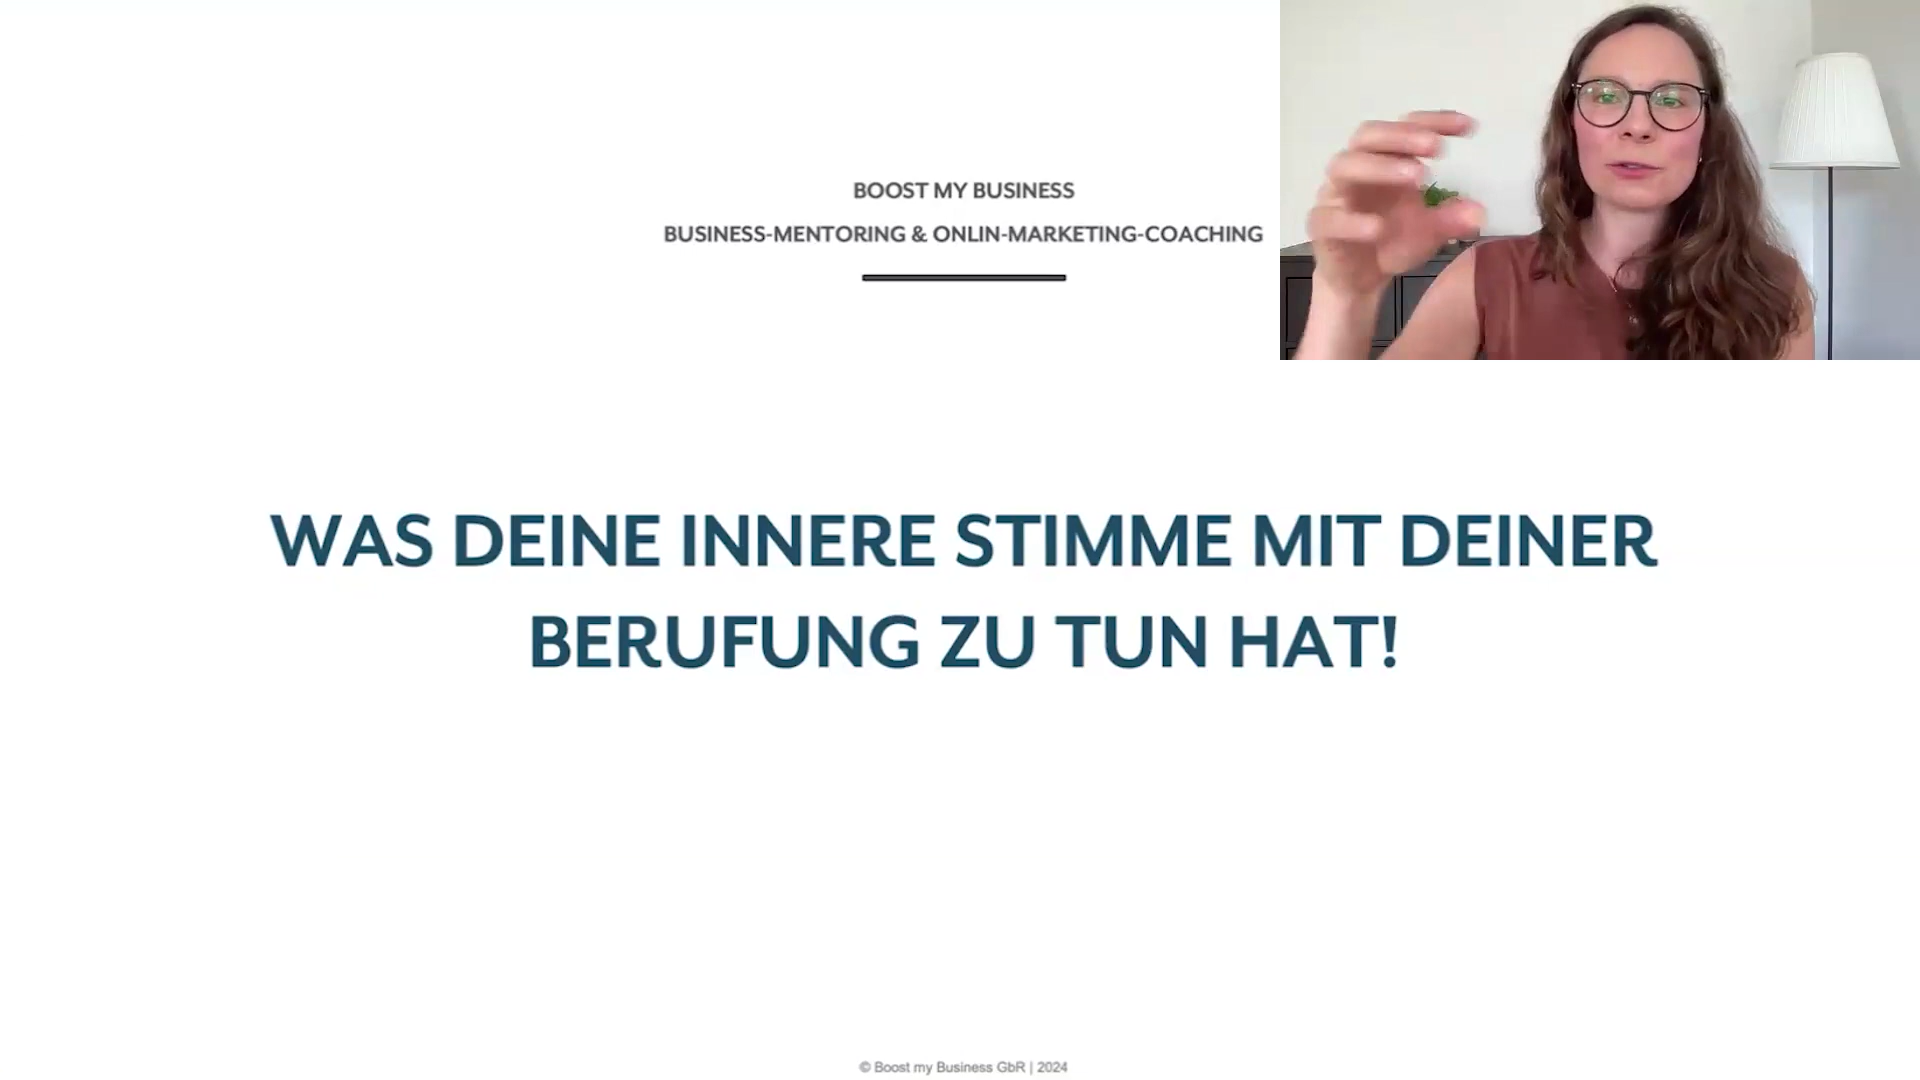 BOOST MY BUSINESS
BUSINESS-MENTORING & ONLIN-MARKETING-COACHING
WAS DEINE INNERE STIMME MIT DEINER
BERUFUNG ZU TUN HAT!
© Boost my Business GbR | 2024